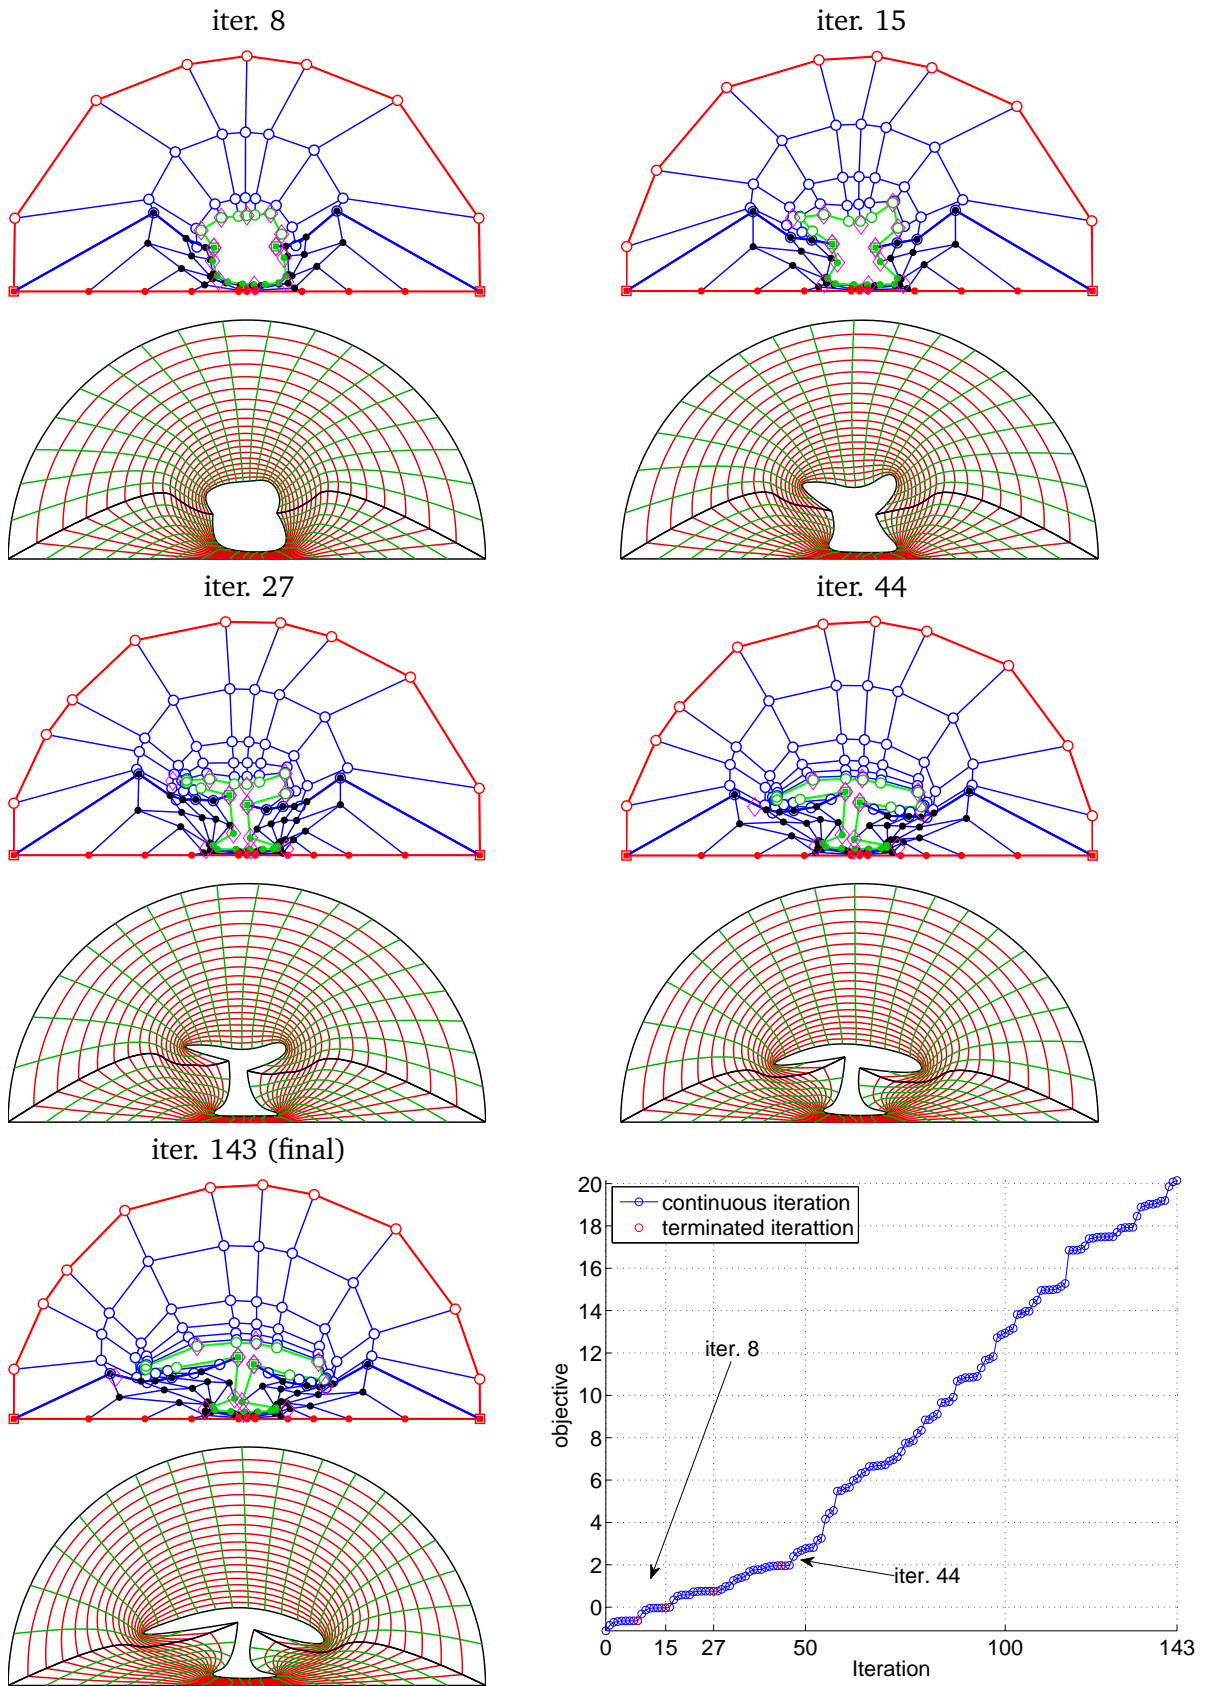 iter. 8
iter. 15
iter. 27
iter. 44
iter. 143 (final)
20
18
16
14
12
10
8
6
4
2
0
objective
continuous iteration
terminated iterattion
iter. 8
iter. 44
0
15
27
50
100
143
Iteration